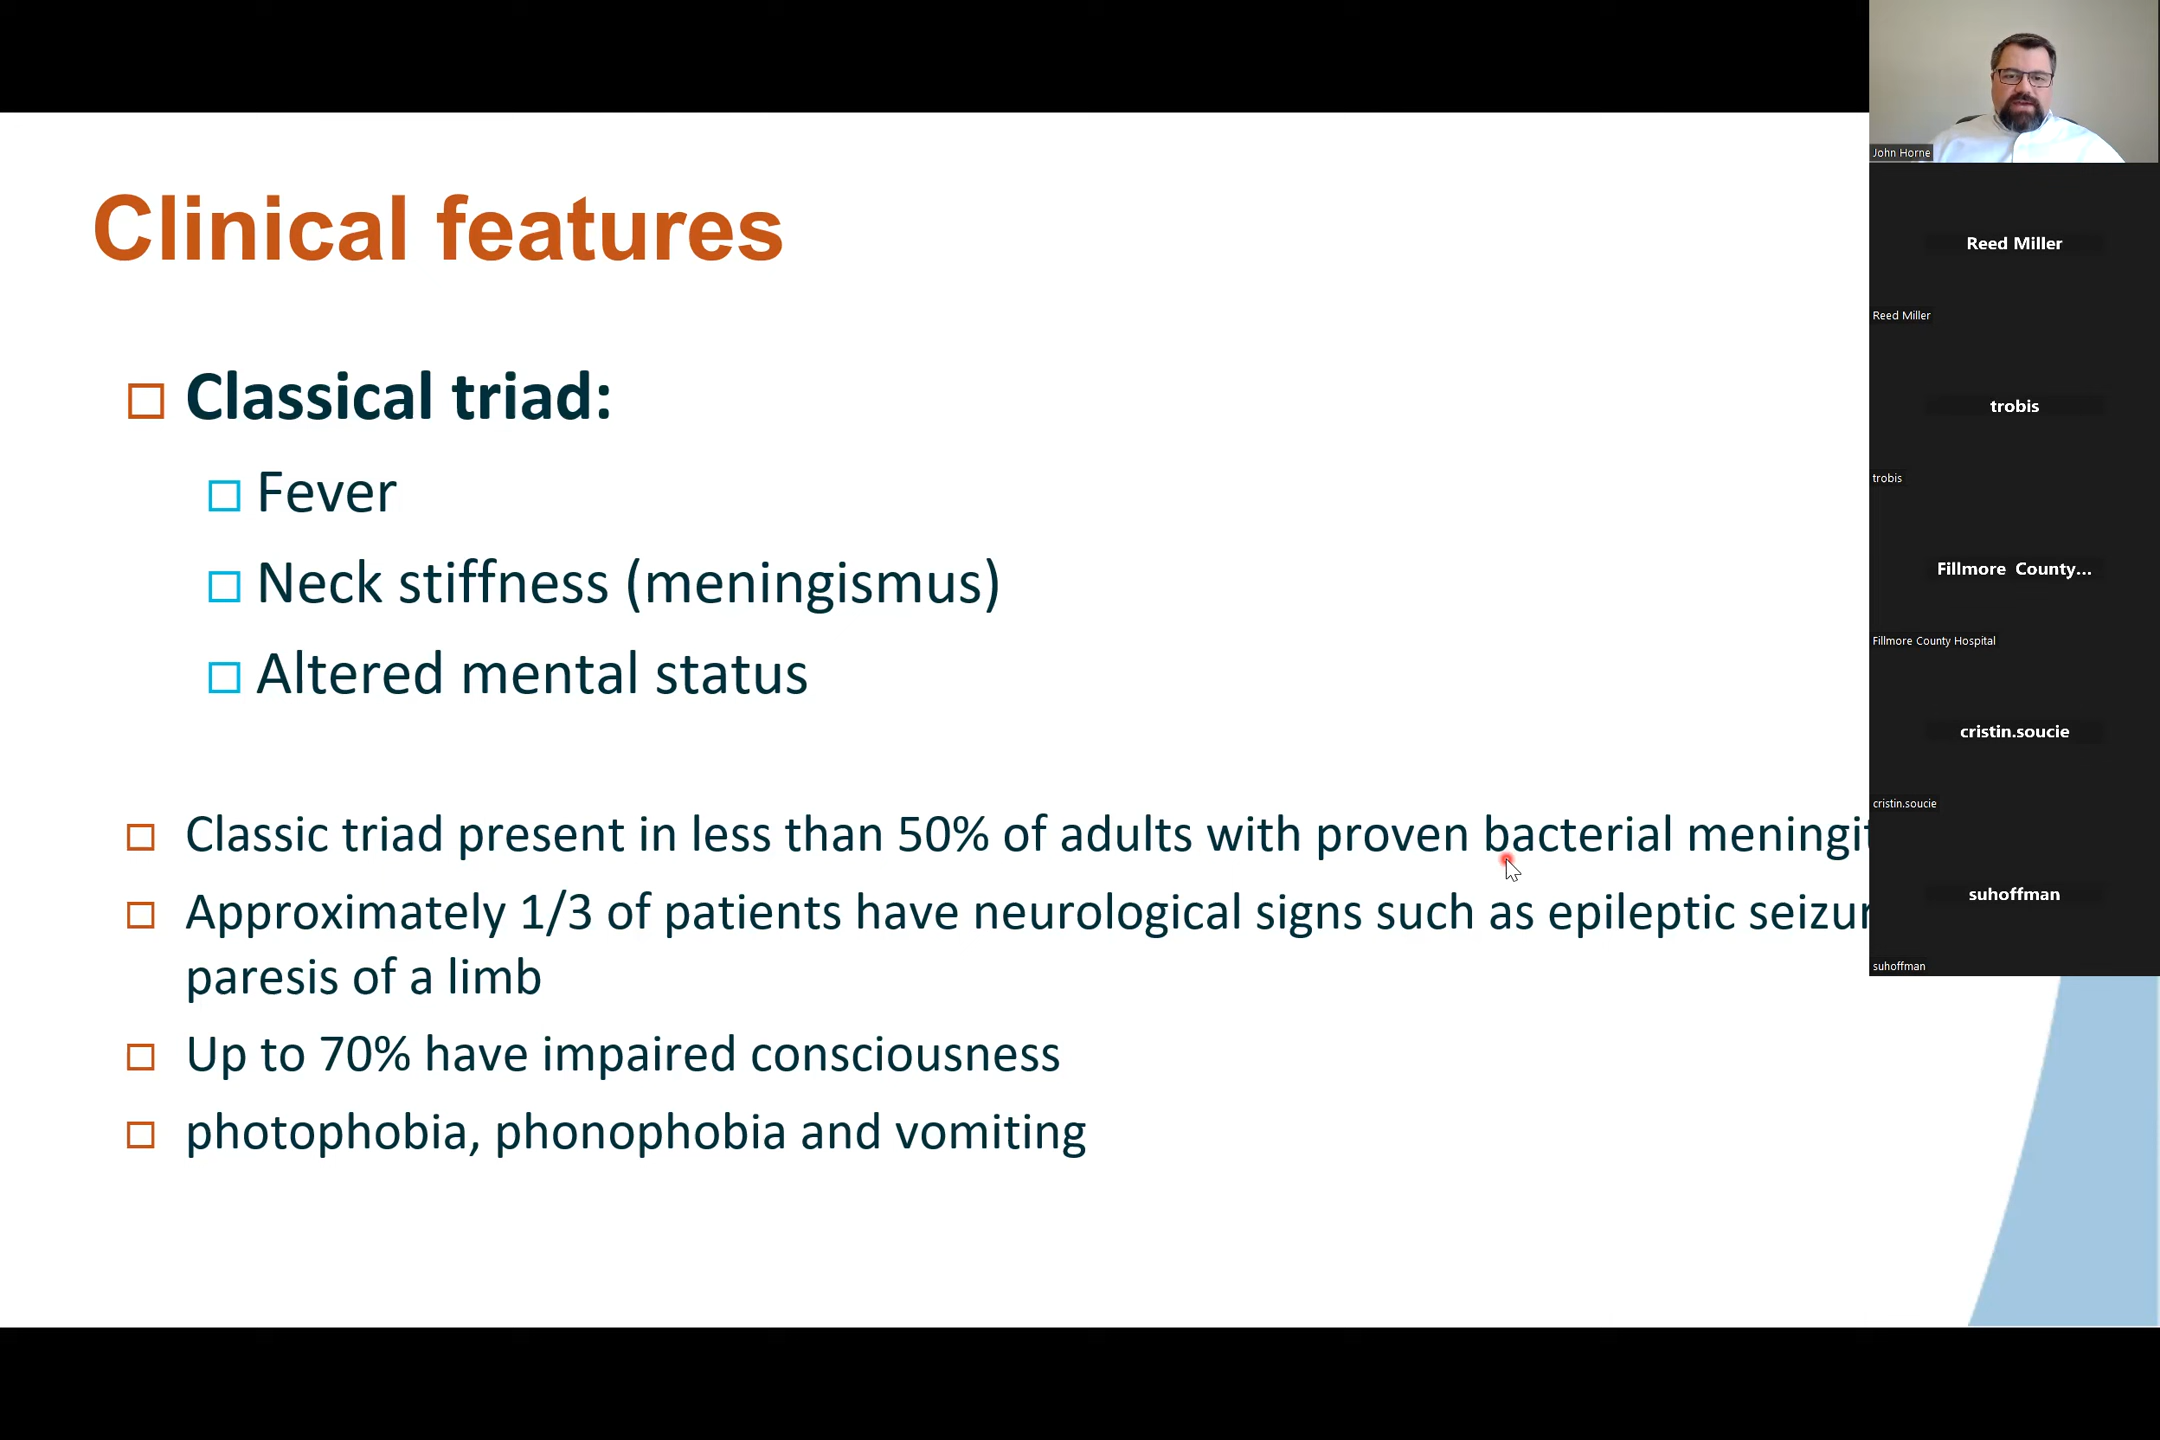 Clinical features
Classical triad:
Fever
Neck stiffness (meningismus)
Altered mental status
Classic triad present in less than 50% of adults with proven bacterial
Approximately 1/3 of patients have neurological signs such as epileptic
paresis of a limb
Up to 70% have impaired consciousness
photophobia, phonophobia and vomiting
John Horne
Reed Miller
Reed Miller
trobis
trobis
Fillmore County...
Fillmore County Hospital
cristin.soucie
cristin.soucie
suhoffman
suhoffman